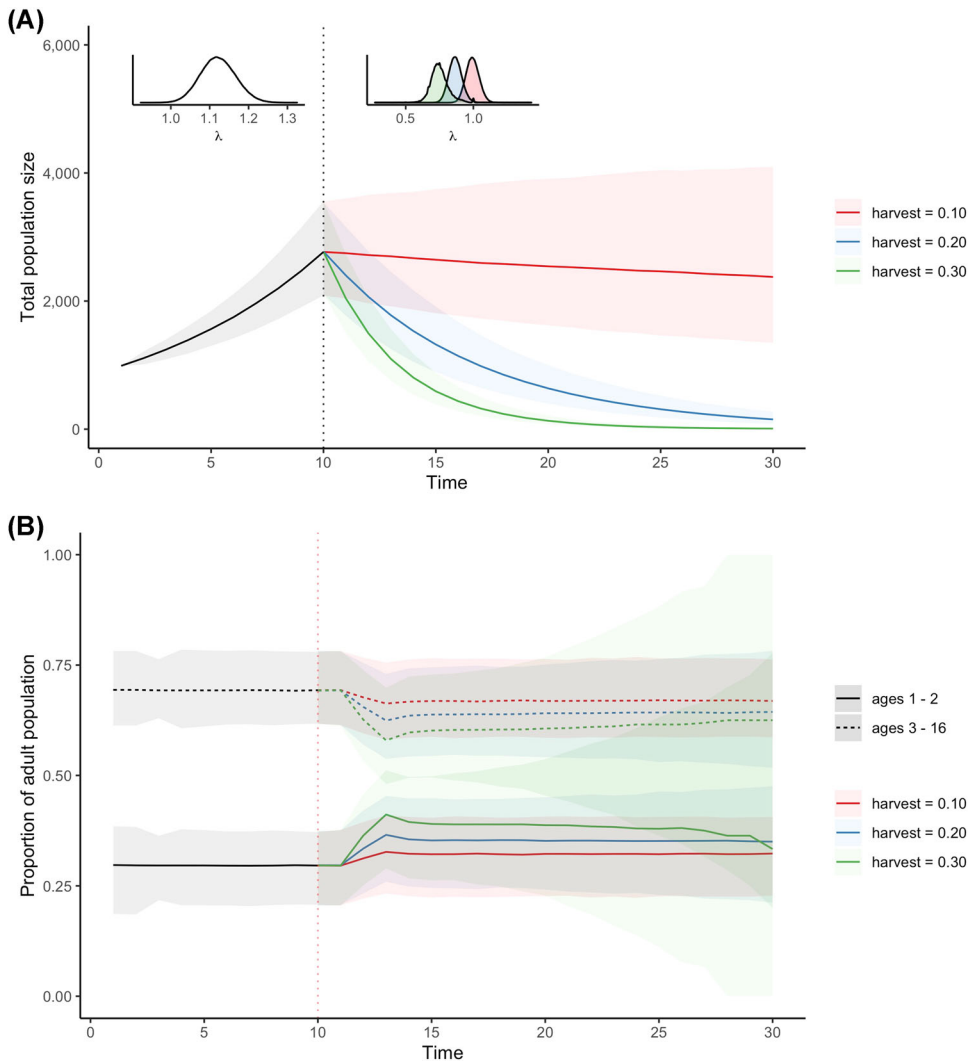 (A)
6,000
4,000
2,000
0
Total population size
1.0 1.1 1.2 1.3
λ
0.5 1.0
λ
0 5 10 15 20 25 30
Time
harvest = 0.10
harvest = 0.20
harvest = 0.30
(B)
1.00
0.75
0.50
0.25
0.00
Proportion of adult population
0 5 10 15 20 25 30
Time
ages 1 - 2
ages 3 - 16
harvest = 0.10
harvest = 0.20
harvest = 0.30